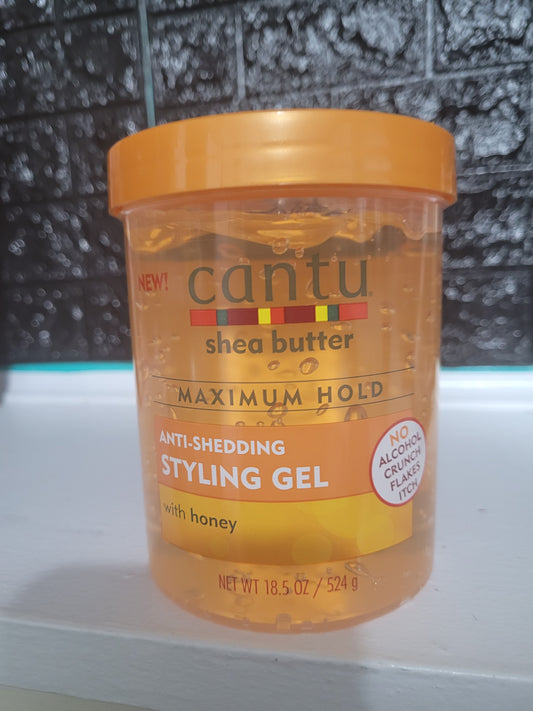 NEW!
cantu
shea butter
MAXIMUM HOLD
ANTI-SHEDDING
STYLING GEL
with honey
NO
ALCOHOL
CRUNCH
FLAKES
ITCH
NET WT 18.5 OZ / 524 g